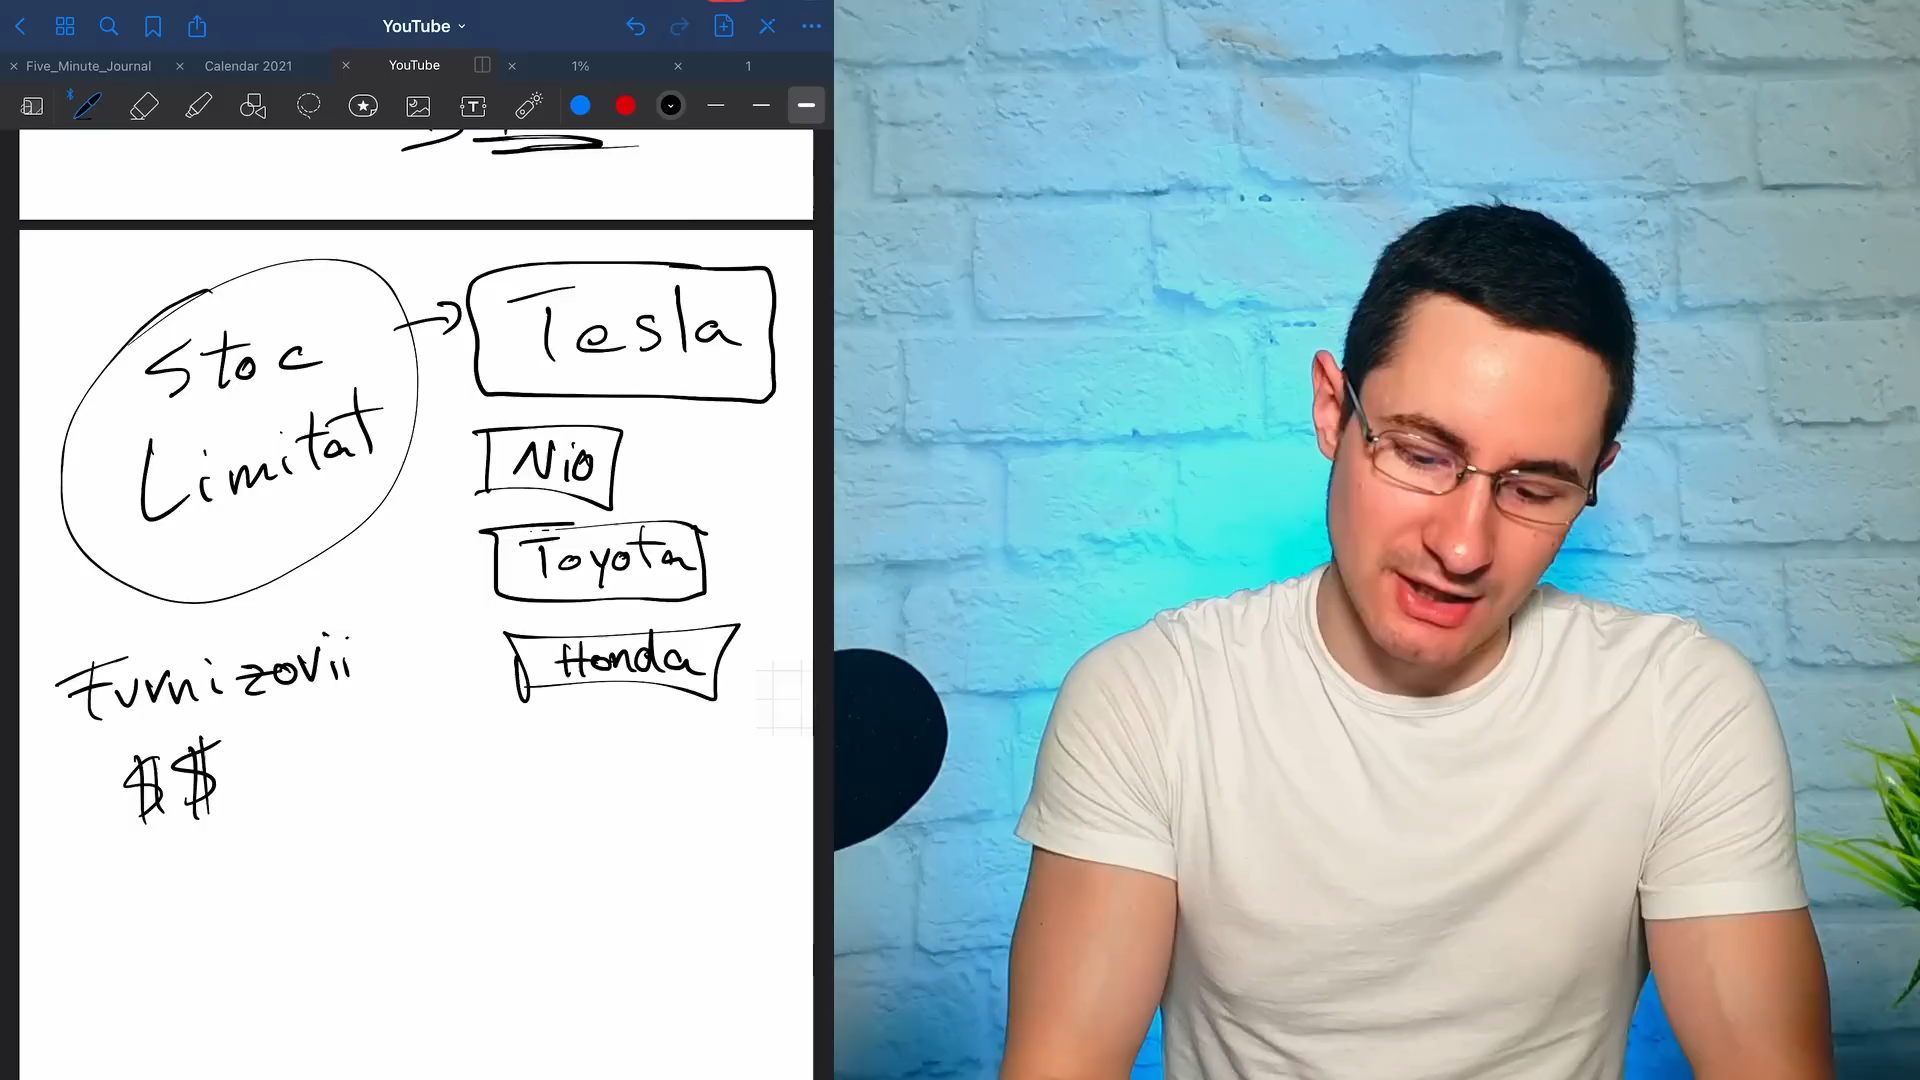 YouTube
Five_Minute_Journal
Calendar 2021
YouTube
1%
1
T
Stoc
Limitat
Tesla
Nio
Toyota
Honda
Furnizorii
$$